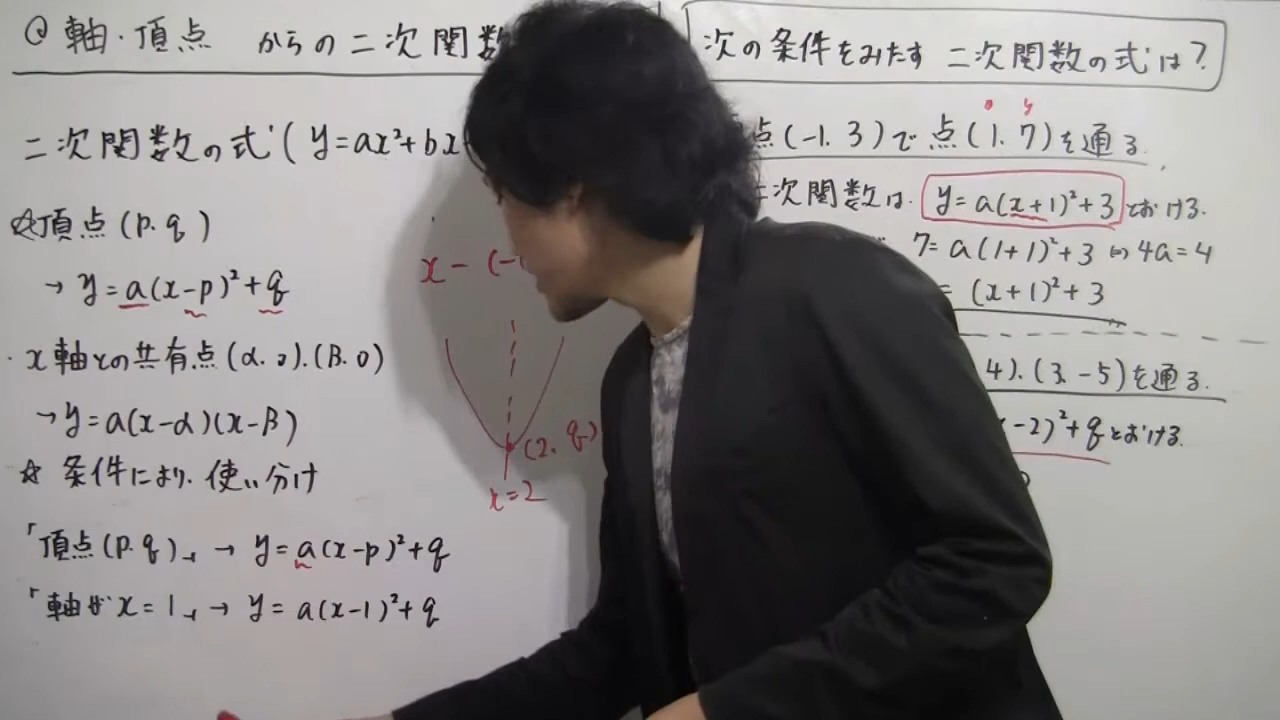 @ 軸・頂点 からの二次関数
二次関数の式 ( y=ax²+bx
☆頂点 (p.q)
→ y=a(x-p)²+q
・x軸との共有点(α.0).(β.0)
→y=a(x-α)(x-β)
☆ 条件により. 使い分け
「頂点(p.q)」 → y=a(x-p)²+q
「軸が x=1」 → y=a(x-1)²+q
x-(-1
(2.q)
x=2
次の条件をみたす 二次関数の式は?
点(-1.3)で点(1.7)を通る.
二次関数は. y=a(x+1)²+3 とおける.
7=a(1+1)²+3 ⇔ 4a=4
= (x+1)²+3
4).(3.-5)を通る.
-2)²+q とおける.